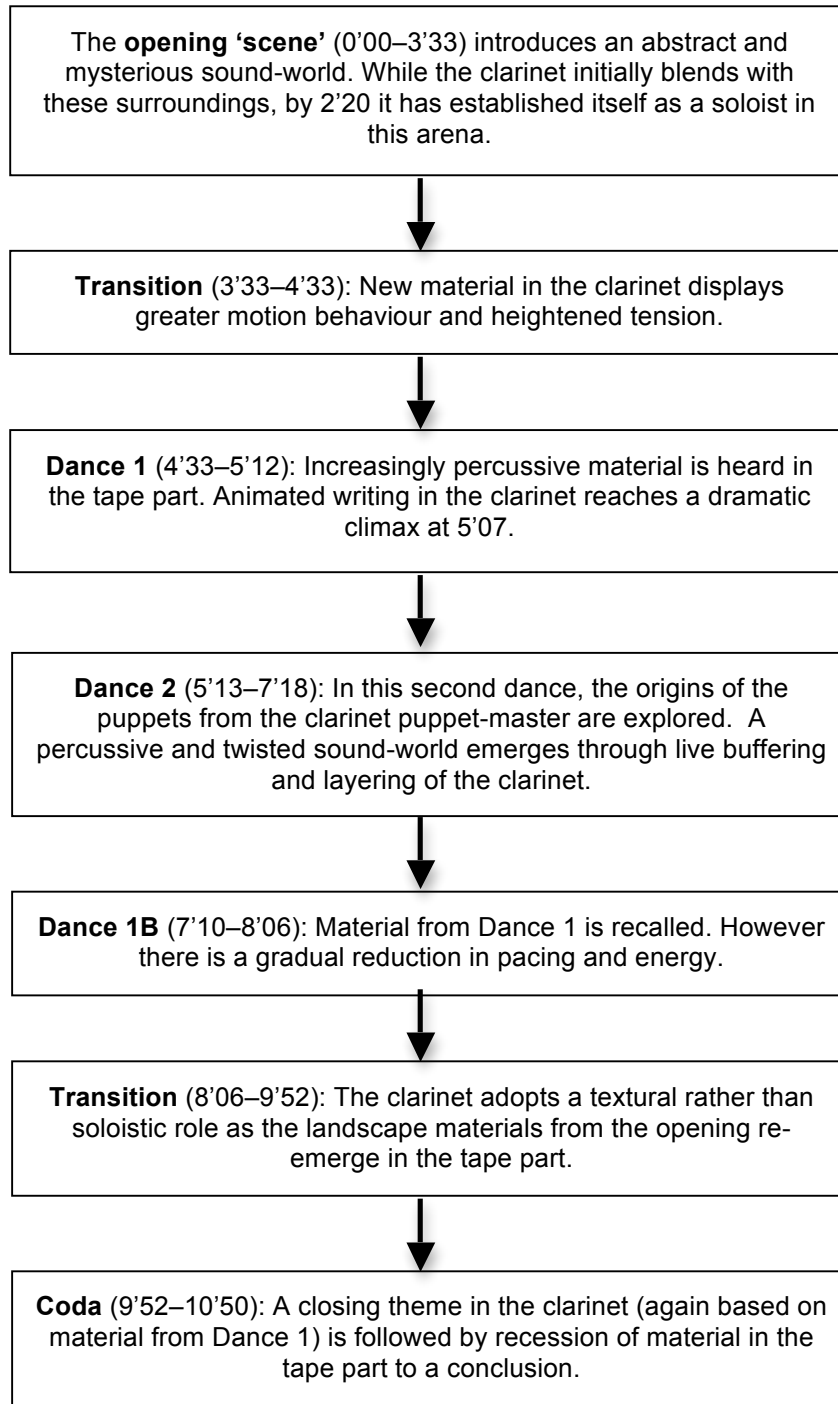 The opening ‘scene’ (0’00–3’33) introduces an abstract and
mysterious sound-world. While the clarinet initially blends with
these surroundings, by 2’20 it has established itself as a soloist in
this arena.
Transition (3’33–4’33): New material in the clarinet displays
greater motion behaviour and heightened tension.
Dance 1 (4’33–5’12): Increasingly percussive material is heard in
the tape part. Animated writing in the clarinet reaches a dramatic
climax at 5’07.
Dance 2 (5’13–7’18): In this second dance, the origins of the
puppets from the clarinet puppet-master are explored.  A
percussive and twisted sound-world emerges through live buffering
and layering of the clarinet.
Dance 1B (7’10–8’06): Material from Dance 1 is recalled. However
there is a gradual reduction in pacing and energy.
Transition (8’06–9’52): The clarinet adopts a textural rather than
soloistic role as the landscape materials from the opening re-
emerge in the tape part.
Coda (9’52–10’50): A closing theme in the clarinet (again based on
material from Dance 1) is followed by recession of material in the
tape part to a conclusion.